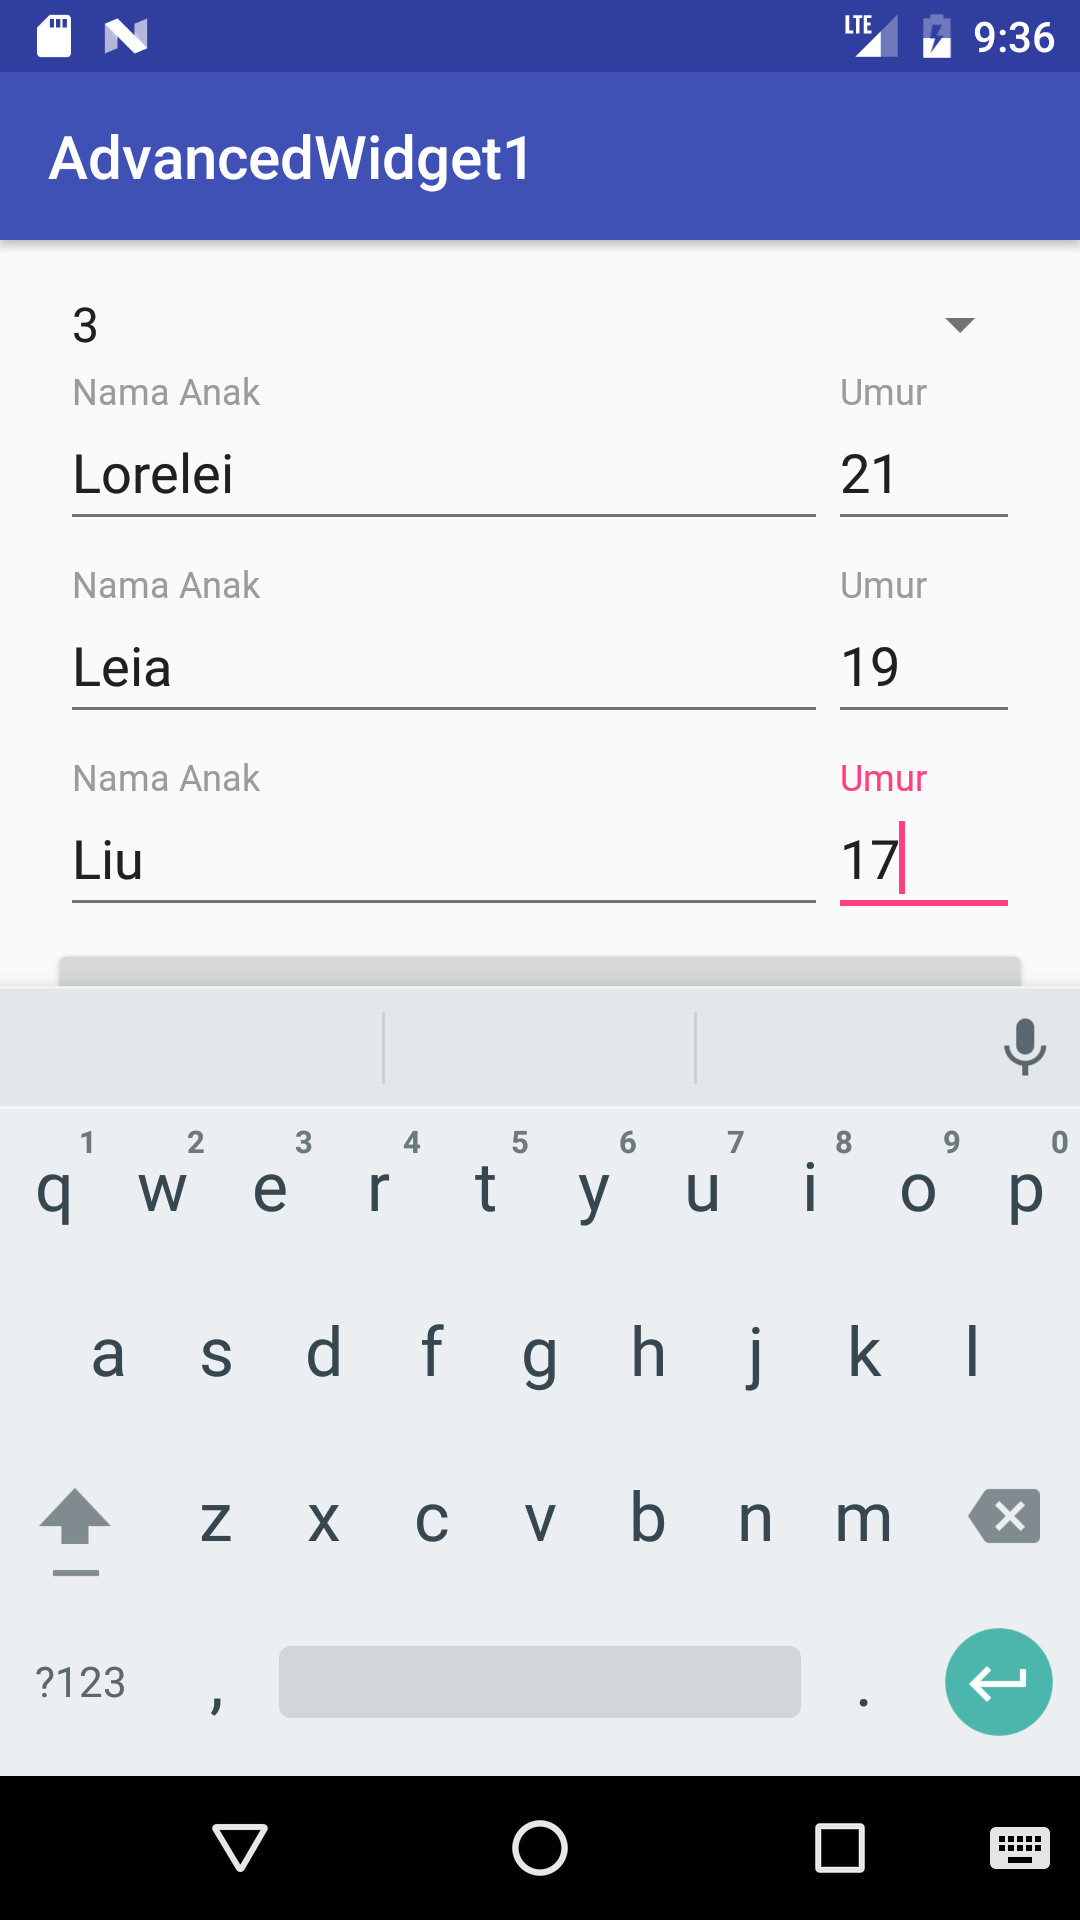 LTE 9:36
AdvancedWidget1
3
Nama Anak Umur
Lorelei 21
Nama Anak Umur
Leia 19
Nama Anak Umur
Liu 17
1 2 3 4 5 6 7 8 9 0
q w e r t y u i o p
a s d f g h j k l
z x c v b n m
?123 , .